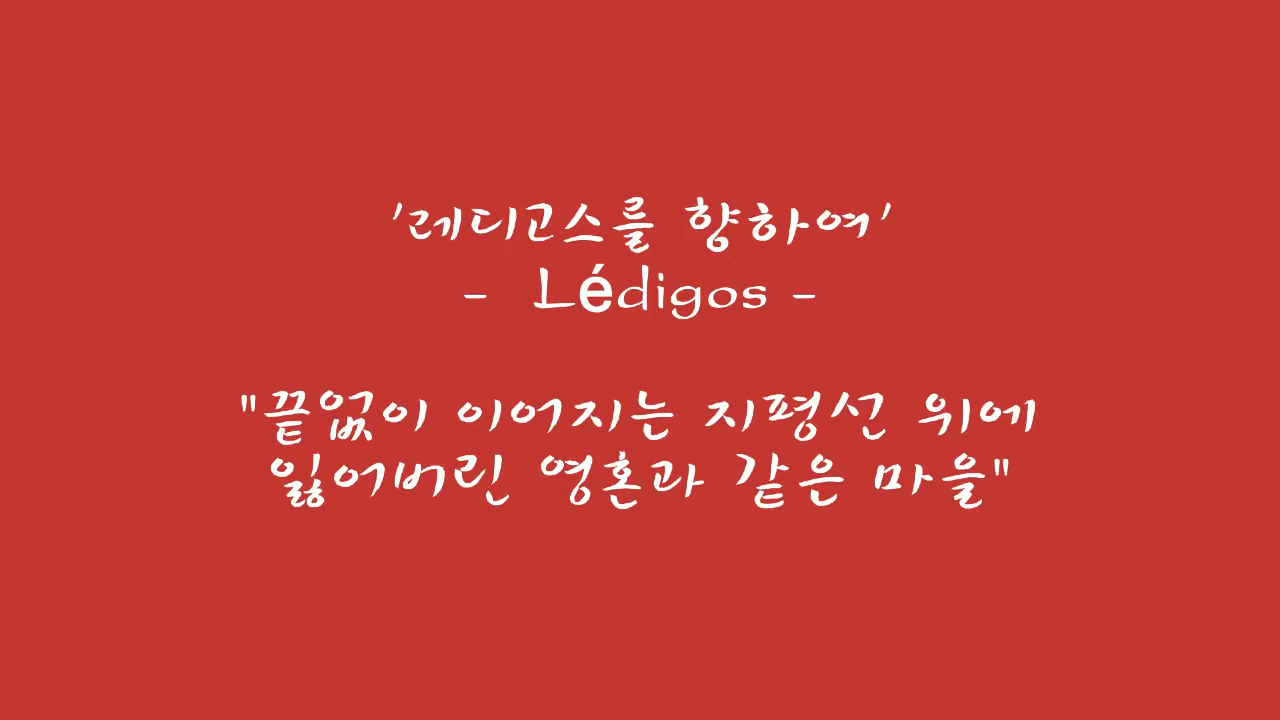 '레디고스를 향하여'
- Lédigos -
"끝없이 이어지는 지평선 위에
잃어버린 영혼과 같은 마을"